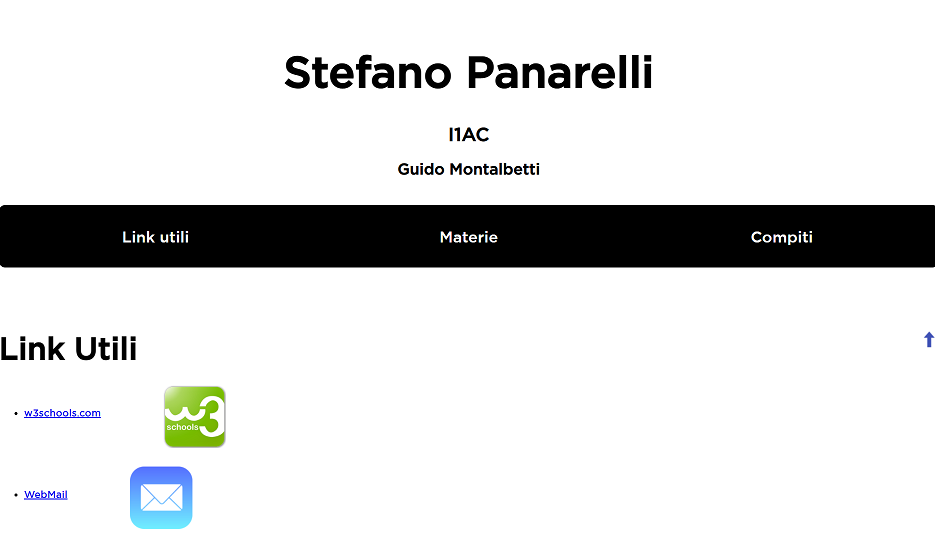 Stefano Panarelli
I1AC
Guido Montalbetti
Link utili Materie Compiti
Link Utili
w3schools.com
w3
schools
WebMail